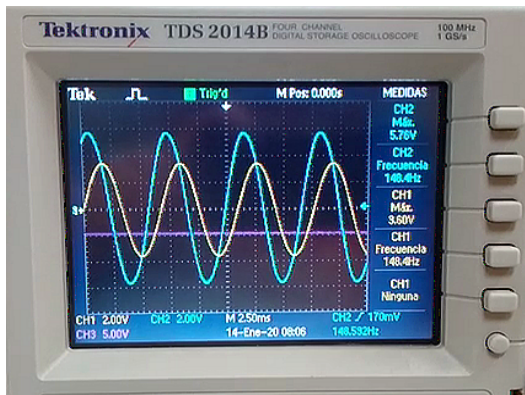 Tektronix TDS 2014B FOUR CHANNEL DIGITAL STORAGE OSCILLOSCOPE 100 MHz 1 GS/s
Tek Trig'd M Pos: 0.000s MEDIDAS
CH2
Máx.
5.76V
CH2
Frecuencia
148.4Hz
CH1
Máx.
3.60V
CH1
Frecuencia
148.4Hz
CH1
Ninguna
3
CH1 2.00V CH2 2.00V M 2.50ms CH2 170mV
CH3 5.00V 14-Ene-20 08:06 148.592Hz